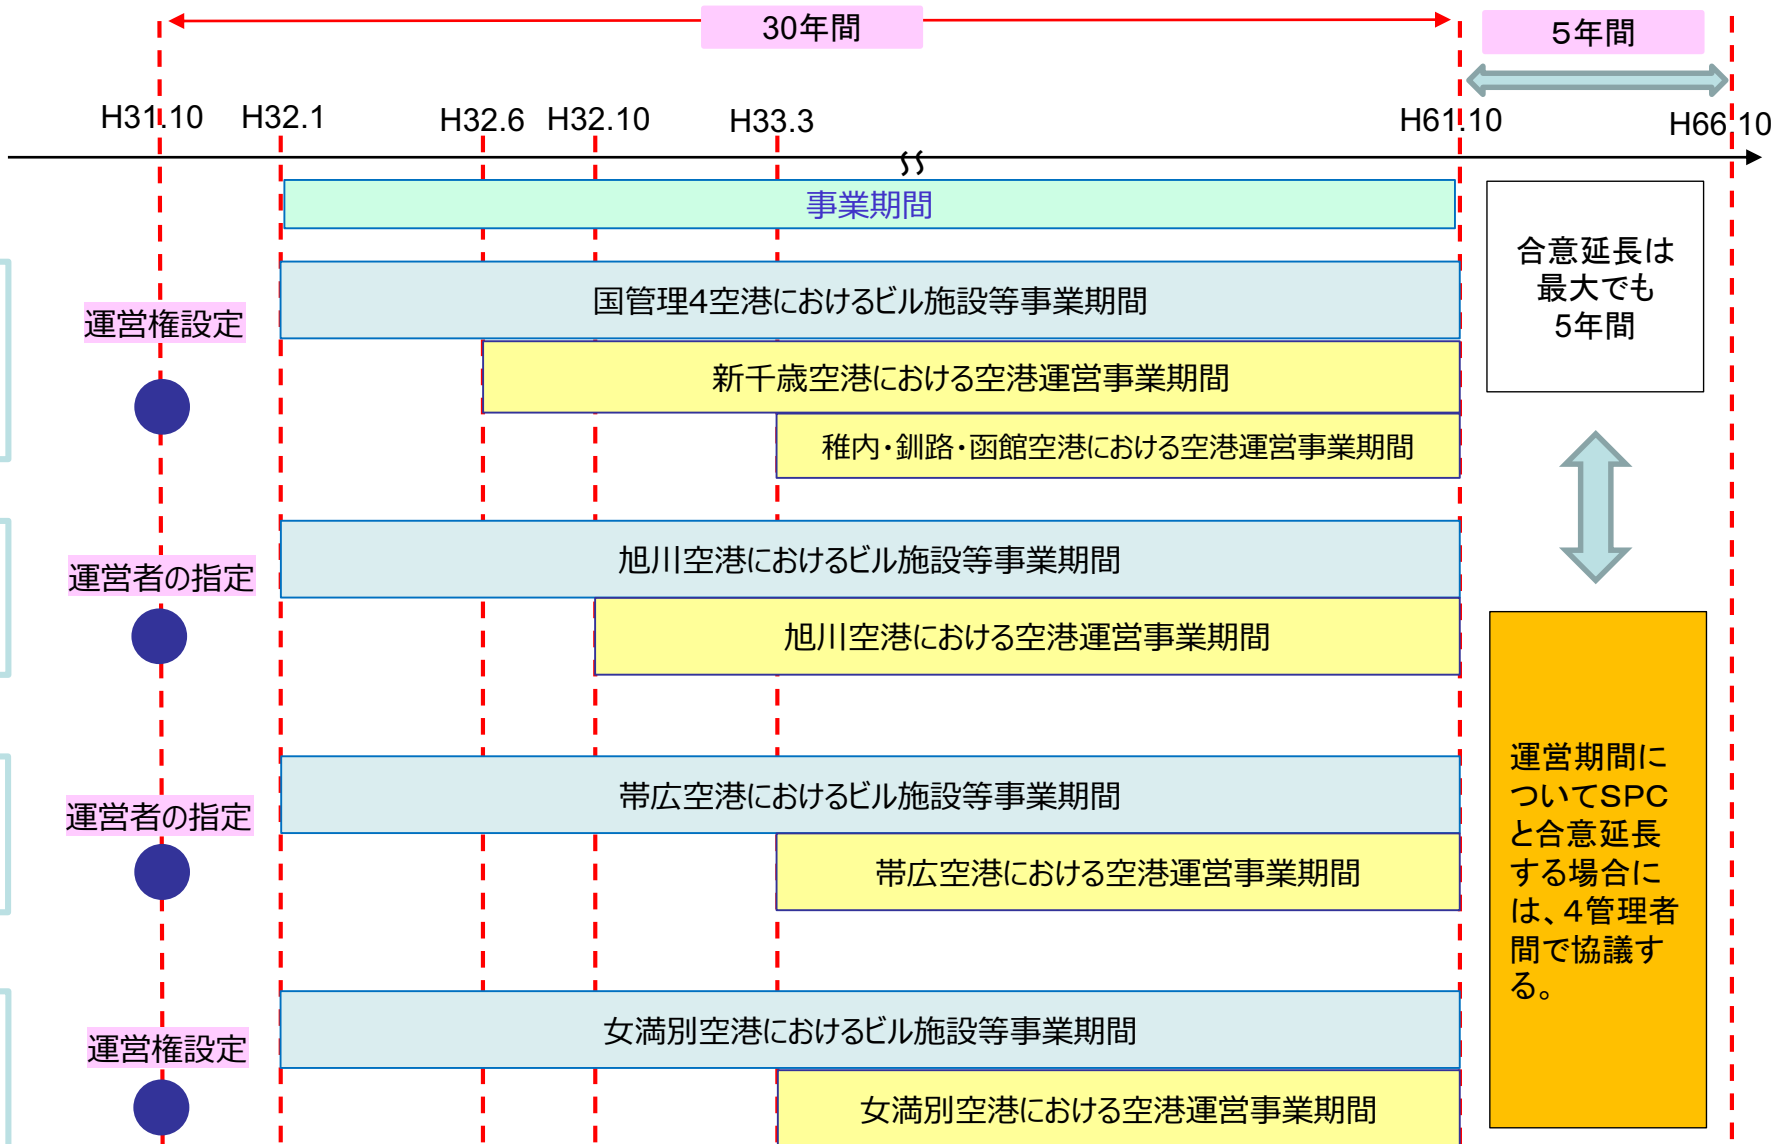 30年間
5年間
H31.10
H32.1
H32.6
H32.10
H33.3
H61.10
H66.10
事業期間
合意延長は
最大でも
5年間
運営権設定
国管理4空港におけるビル施設等事業期間
新千歳空港における空港運営事業期間
稚内・釧路・函館空港における空港運営事業期間
運営者の指定
旭川空港におけるビル施設等事業期間
旭川空港における空港運営事業期間
運営者の指定
帯広空港におけるビル施設等事業期間
帯広空港における空港運営事業期間
運営期間に
ついてSPC
と合意延長
する場合に
は、4管理者
間で協議す
る。
運営権設定
女満別空港におけるビル施設等事業期間
女満別空港における空港運営事業期間